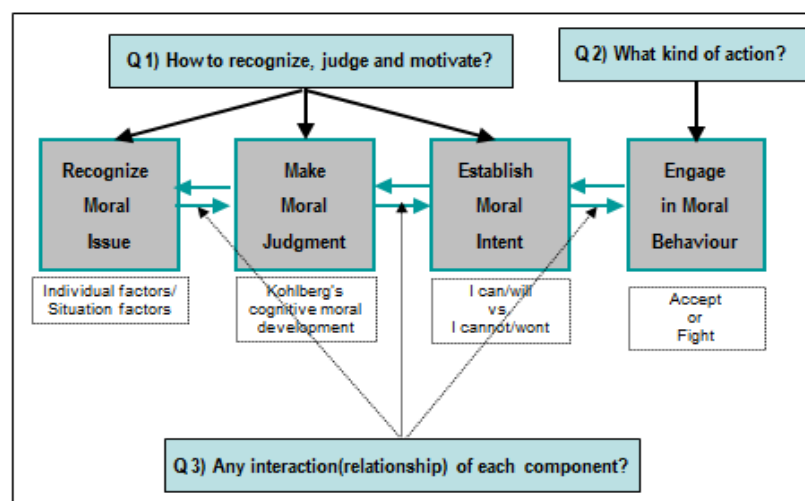 Q 1) How to recognize, judge and motivate?
Q 2) What kind of action?
Recognize
Moral
Issue
Make
Moral
Judgment
Establish
Moral
Intent
Engage
in Moral
Behaviour
Individual factors/
Situation factors
Kohlberg's
cognitive moral
development
I can/will
vs
I cannot/wont
Accept
or
Fight
Q 3) Any interaction(relationship) of each component?